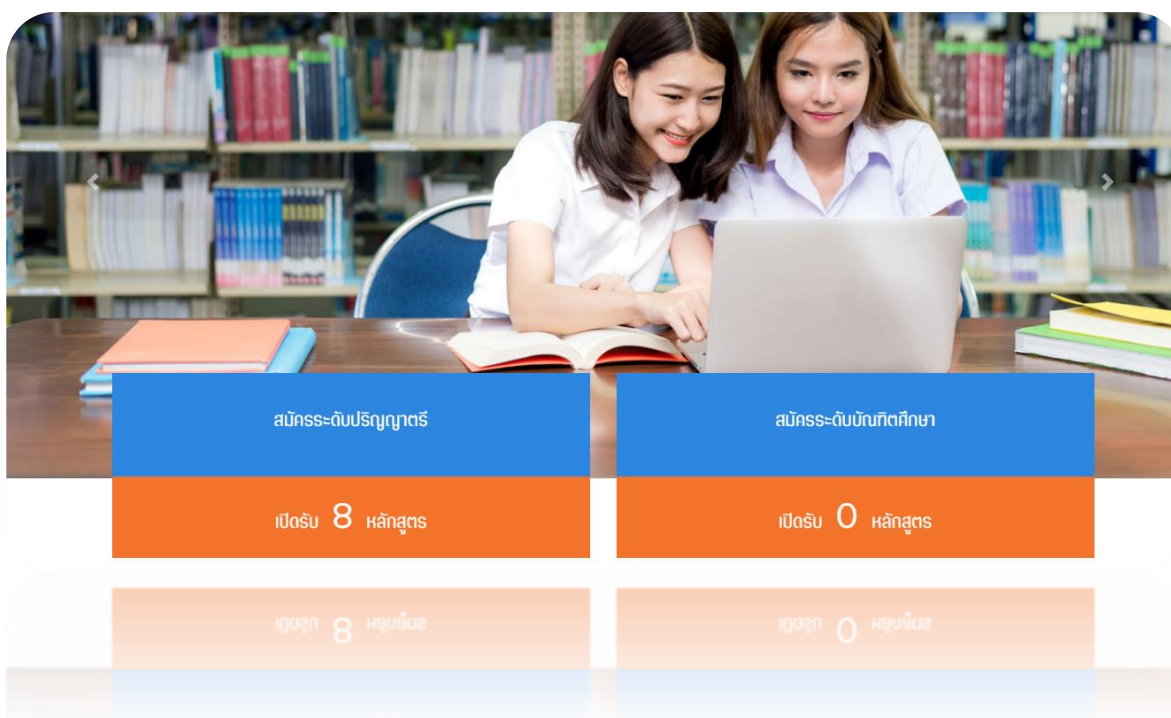 สมัครระดับปริญญาตรี
สมัครระดับบัณฑิตศึกษา
เปิดรับ 8 หลักสูตร
เปิดรับ 0 หลักสูตร